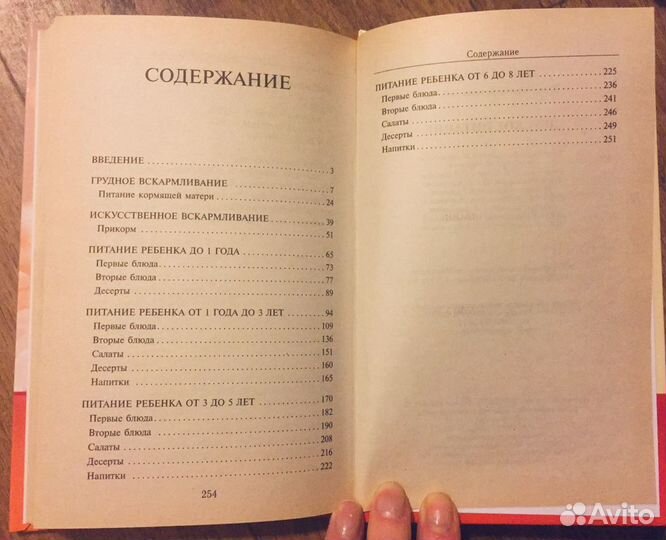 СОДЕРЖАНИЕ
ВВЕДЕНИЕ ........ 3
ГРУДНОЕ ВСКАРМЛИВАНИЕ ........ 7
Питание кормящей матери ........ 24
ИСКУССТВЕННОЕ ВСКАРМЛИВАНИЕ ........ 39
Прикорм ........ 51
ПИТАНИЕ РЕБЕНКА ДО 1 ГОДА ........ 65
Первые блюда ........ 73
Вторые блюда ........ 77
Десерты ........ 89
ПИТАНИЕ РЕБЕНКА ОТ 1 ГОДА ДО 3 ЛЕТ ........ 94
Первые блюда ........ 109
Вторые блюда ........ 136
Салаты ........ 151
Десерты ........ 160
Напитки ........ 165
ПИТАНИЕ РЕБЕНКА ОТ 3 ДО 5 ЛЕТ ........ 170
Первые блюда ........ 182
Вторые блюда ........ 190
Салаты ........ 208
Десерты ........ 216
Напитки ........ 222
254
Содержание
ПИТАНИЕ РЕБЕНКА ОТ 6 ДО 8 ЛЕТ ........ 225
Первые блюда ........ 236
Вторые блюда ........ 241
Салаты ........ 246
Десерты ........ 249
Напитки ........ 251
Avito